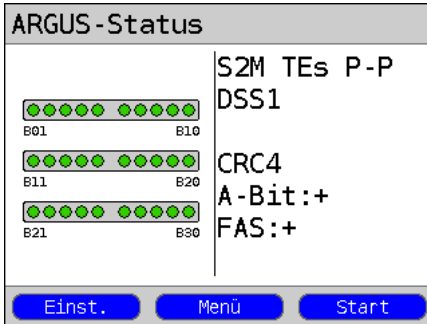 ARGUS-Status
S2M TEs P-P
DSS1
B01 B10
CRC4
B11 B20
A-Bit:+
FAS:+
B21 B30
Einst. Menü Start